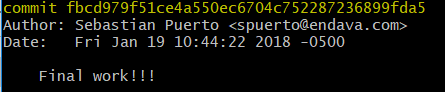 commit fbcd979f51ce4a550ec6704c752287236899fda5
Author: Sebastian Puerto <spuerto@endava.com>
Date:   Fri Jan 19 10:44:22 2018 -0500
Final work!!!